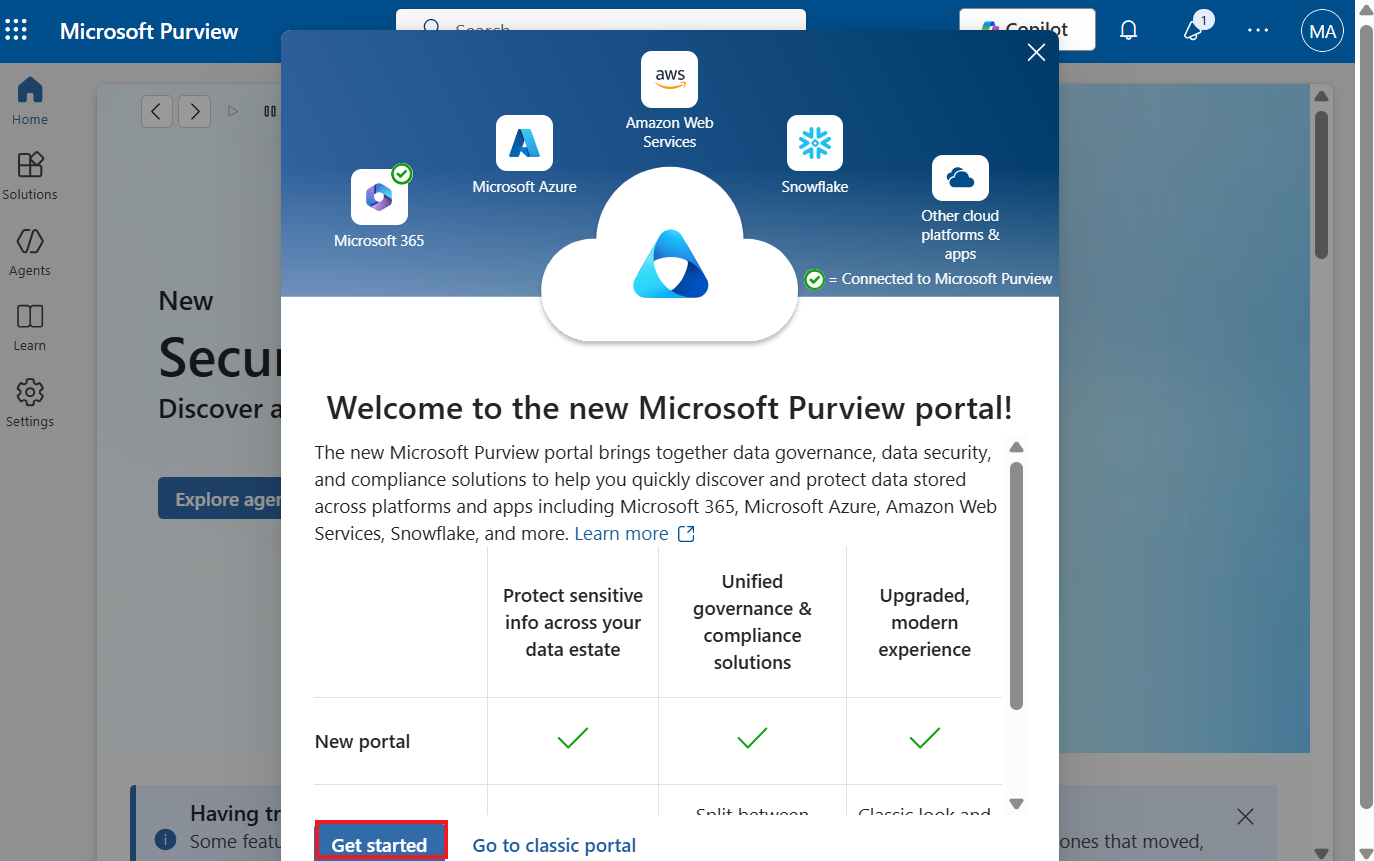 Microsoft Purview
Search
Copilot
1
MA
Home
Solutions
Agents
Learn
Settings
New
Secur
Discover a
Explore agen
aws
Amazon Web
Services
Microsoft Azure
Snowflake
Microsoft 365
Other cloud
platforms &
apps
= Connected to Microsoft Purview
Welcome to the new Microsoft Purview portal!
The new Microsoft Purview portal brings together data governance, data security,
and compliance solutions to help you quickly discover and protect data stored
across platforms and apps including Microsoft 365, Microsoft Azure, Amazon Web
Services, Snowflake, and more. Learn more
Protect sensitive
info across your
data estate
Unified
governance &
compliance
solutions
Upgraded,
modern
experience
New portal
Split between
Classic look and
Having tr
Some featu
ones that moved,
Get started
Go to classic portal